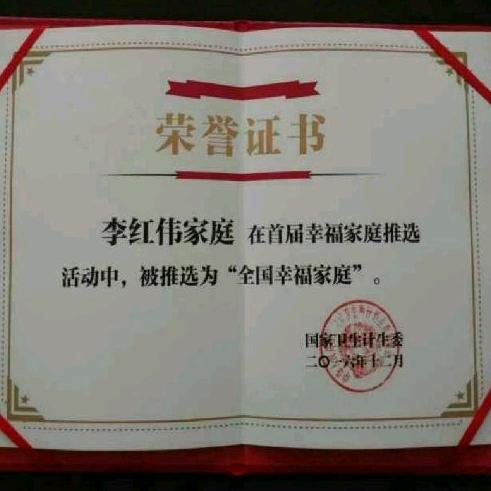 荣誉证书
李红伟家庭 在首届幸福家庭推选
活动中，被推选为“全国幸福家庭”。
国家卫生计生委
二〇一六年十二月